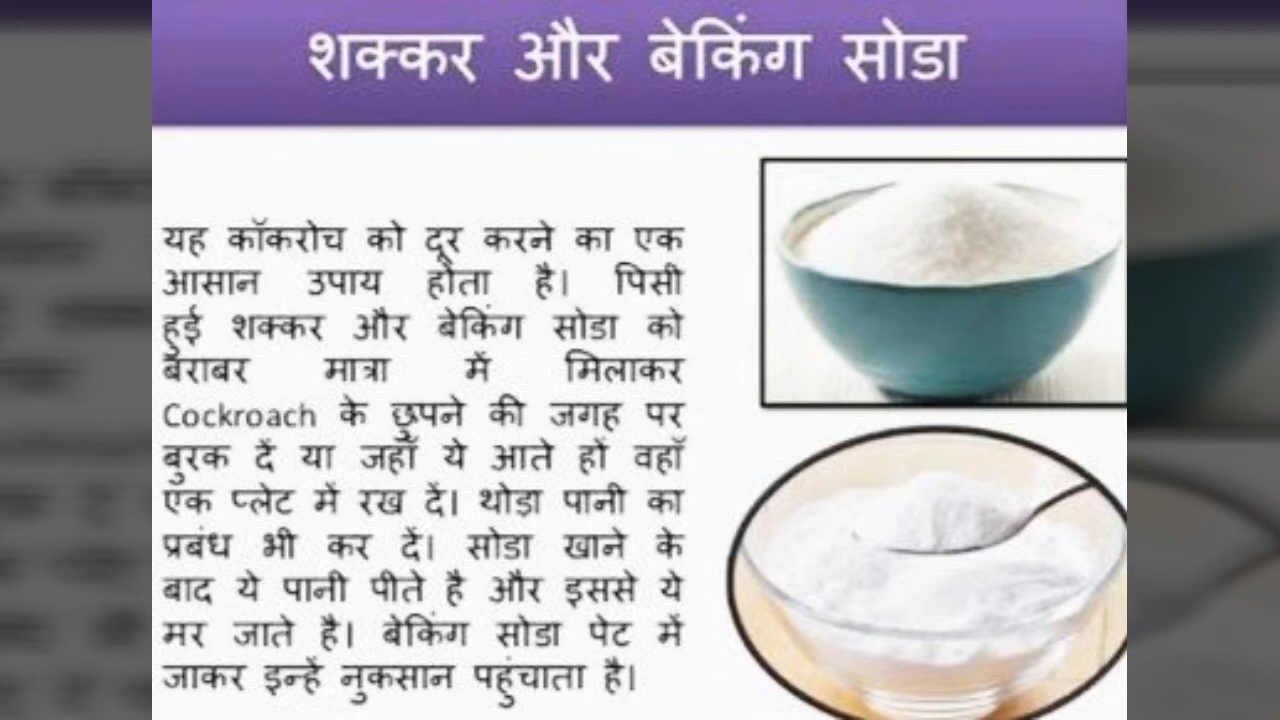 शक्कर और बेकिंग सोडा
यह कॉकरोच को दूर करने का एक
आसान उपाय होता है। पिसी
हुई शक्कर और बेकिंग सोडा को
बराबर मात्रा में मिलाकर
Cockroach के छुपने की जगह पर
बुरक दें या जहाँ ये आते हों वहाँ
एक प्लेट में रख दें। थोड़ा पानी का
प्रबंध भी कर दें। सोडा खाने के
बाद ये पानी पीते है और इससे ये
मर जाते है। बेकिंग सोडा पेट में
जाकर इन्हें नुकसान पहुंचाता है।